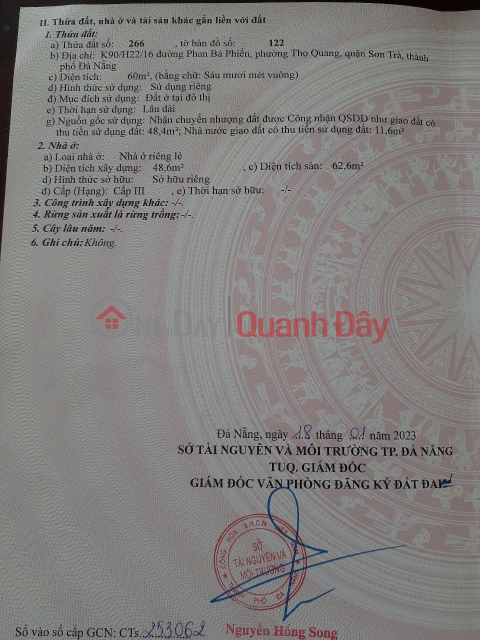 II. Thửa đất, nhà ở và tài sản khác gắn liền với đất
1. Thửa đất:
a) Thửa đất số: 266 , tờ bản đồ số: 122
b) Địa chỉ: K90/H22/16 đường Phan Bá Phiến, phường Thọ Quang, quận Sơn Trà, thành
phố Đà Nẵng
c) Diện tích: 60m², (bằng chữ: Sáu mươi mét vuông)
d) Hình thức sử dụng: Sử dụng riêng
đ) Mục đích sử dụng: Đất ở tại đô thị
e) Thời hạn sử dụng: Lâu dài
g) Nguồn gốc sử dụng: Nhận chuyển nhượng đất được Công nhận QSDĐ như giao đất có
thu tiền sử dụng đất: 48,4m²; Nhà nước giao đất có thu tiền sử dụng đất: 11,6m²
2. Nhà ở:
a) Loại nhà ở: Nhà ở riêng lẻ
b) Diện tích xây dựng: 48,6m² , c) Diện tích sàn: 62,6m²
d) Hình thức sở hữu: Sở hữu riêng
đ) Cấp (Hạng): Cấp III , e) Thời hạn sở hữu: -/-
3. Công trình xây dựng khác: -/-.
4. Rừng sản xuất là rừng trồng: -/-.
5. Cây lâu năm: -/-.
6. Ghi chú: Không.
Quanh Đây
Đà Nẵng, ngày 18 tháng 01 năm 2023
SỞ TÀI NGUYÊN VÀ MÔI TRƯỜNG TP. ĐÀ NẴNG
TUQ. GIÁM ĐỐC
GIÁM ĐỐC VĂN PHÒNG ĐĂNG KÝ ĐẤT ĐAI
SỞ
TÀI NGUYÊN VÀ
MÔI TRƯỜNG
Số vào sổ cấp GCN: CTs 253062
Nguyễn Hồng Song